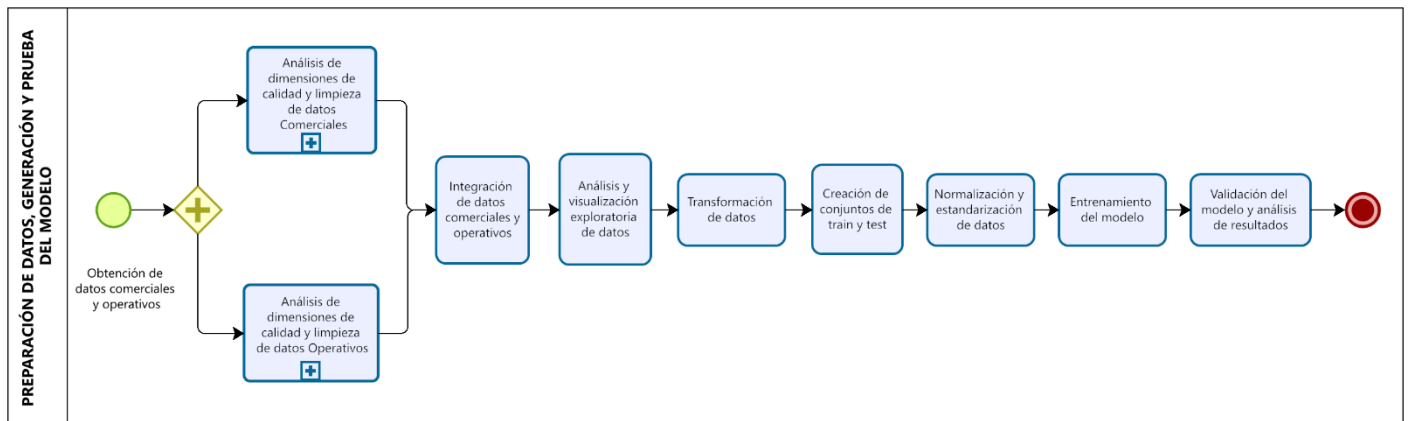 PREPARACIÓN DE DATOS, GENERACIÓN Y PRUEBA
DEL MODELO
Obtención de
datos comerciales
y operativos
Análisis de
dimensiones de
calidad y limpieza
de datos
Comerciales
Análisis de
dimensiones de
calidad y limpieza
de datos Operativos
Integración
de datos
comerciales y
operativos
Análisis y
visualización
exploratoria
de datos
Transformación
de datos
Creación de
conjuntos de
train y test
Normalización y
estandarización
de datos
Entrenamiento
del modelo
Validación del
modelo y análisis
de resultados